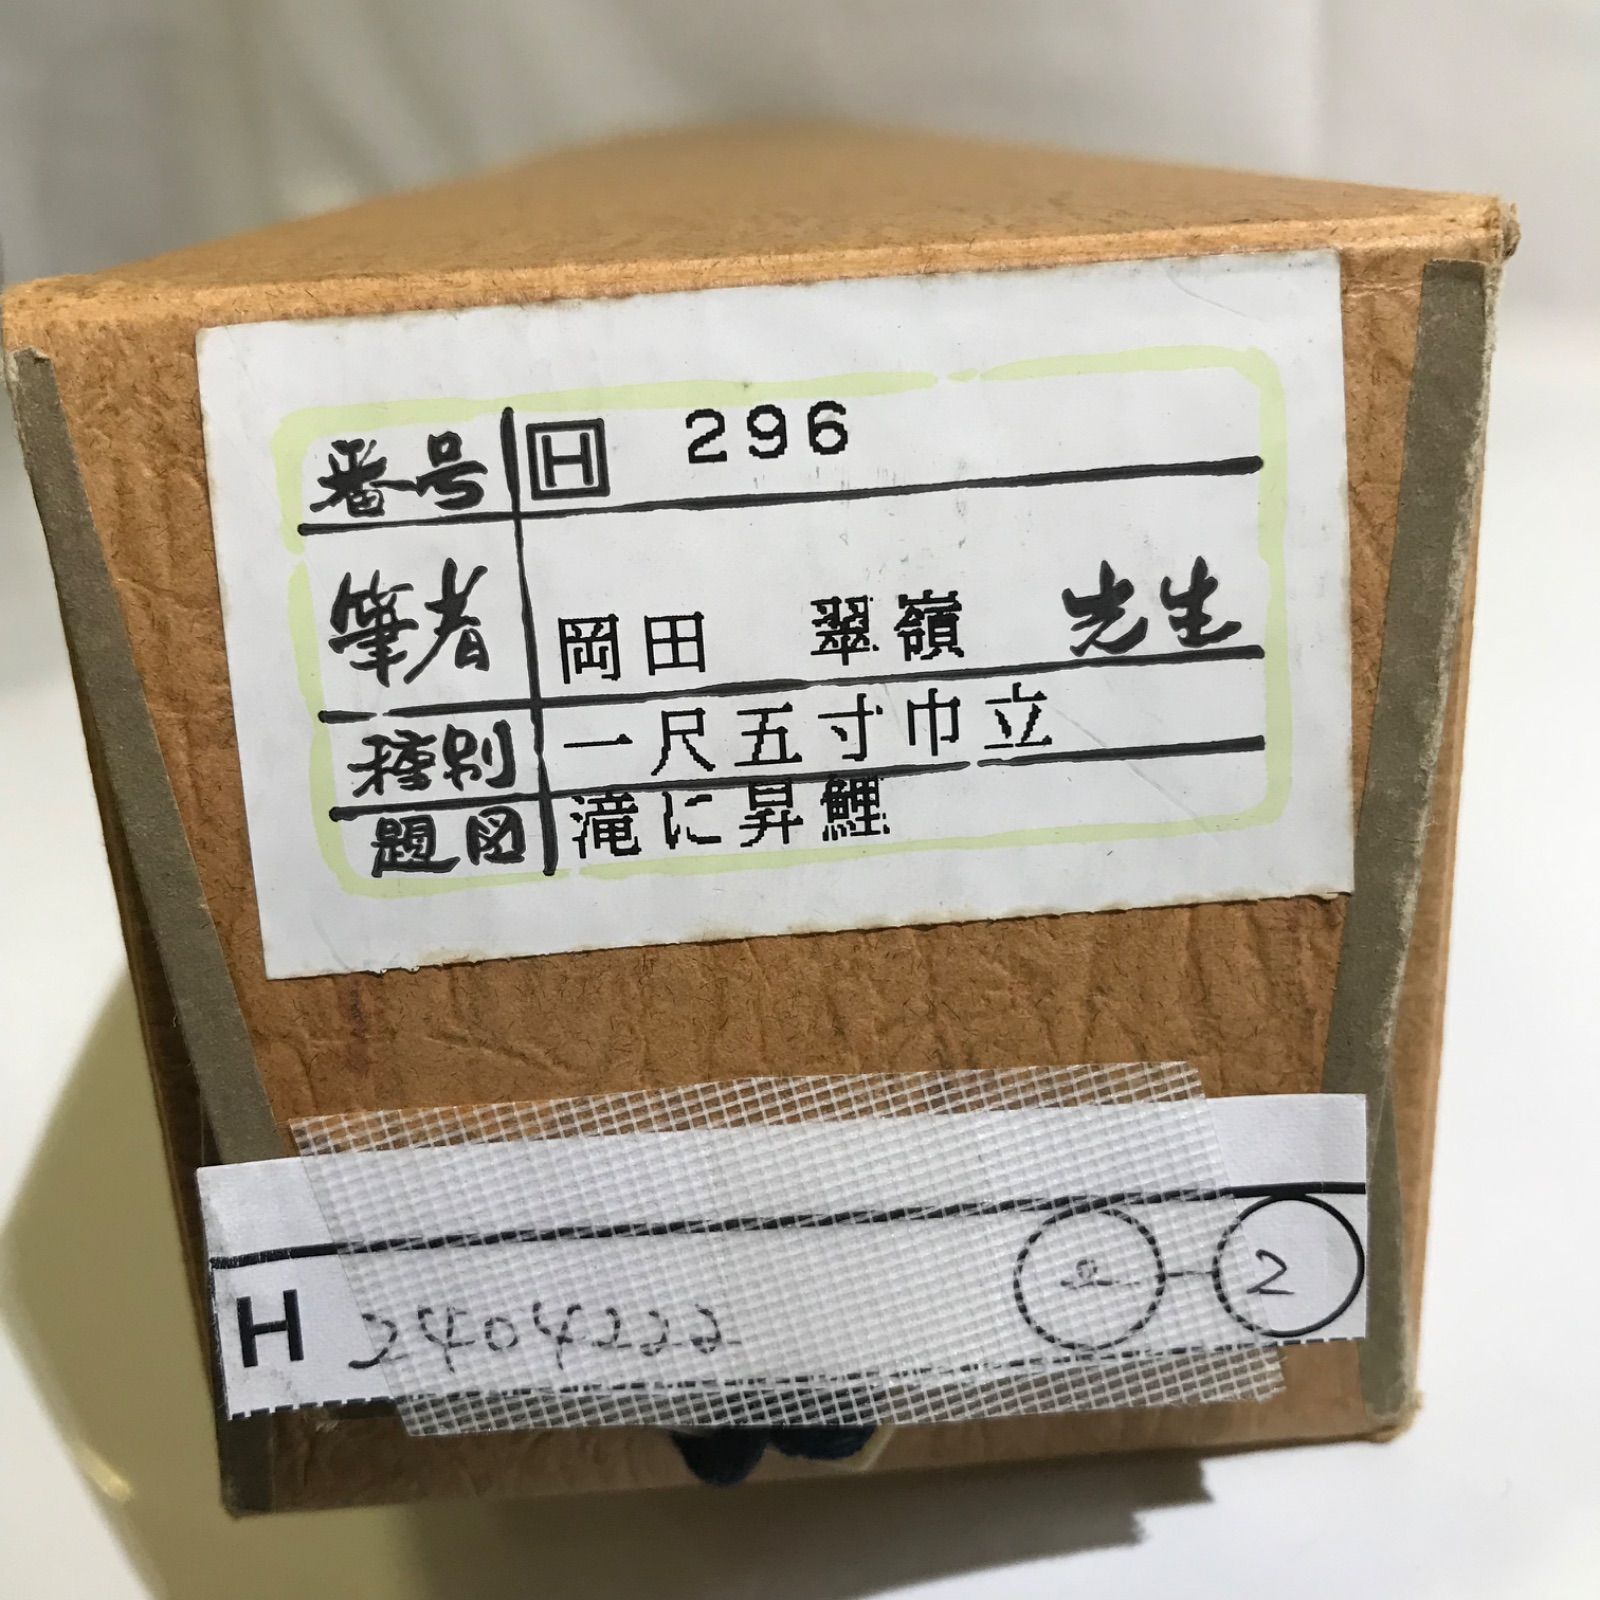 番号 H 296
筆者 岡田 翠嶺 先生
種別 一尺五寸巾立
題図 滝に昇鯉
H 2404222 2